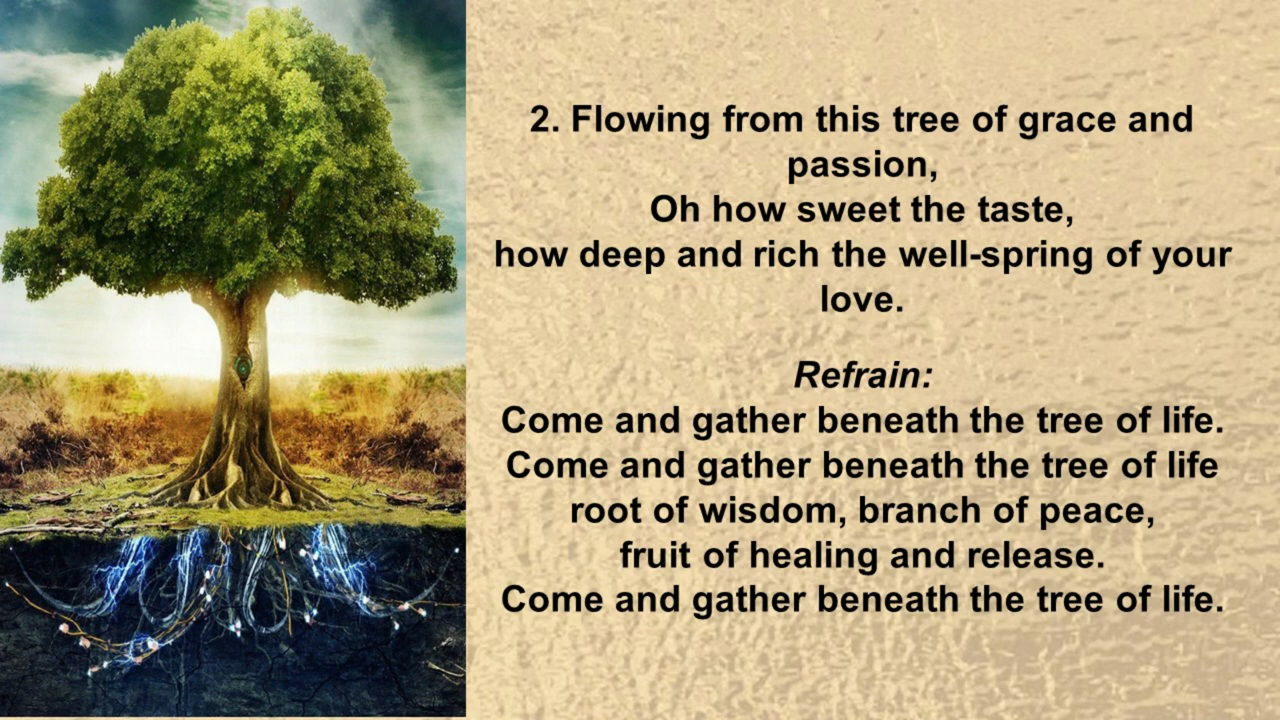 2. Flowing from this tree of grace and
passion,
Oh how sweet the taste,
how deep and rich the well-spring of your
love.
Refrain:
Come and gather beneath the tree of life.
Come and gather beneath the tree of life
root of wisdom, branch of peace,
fruit of healing and release.
Come and gather beneath the tree of life.